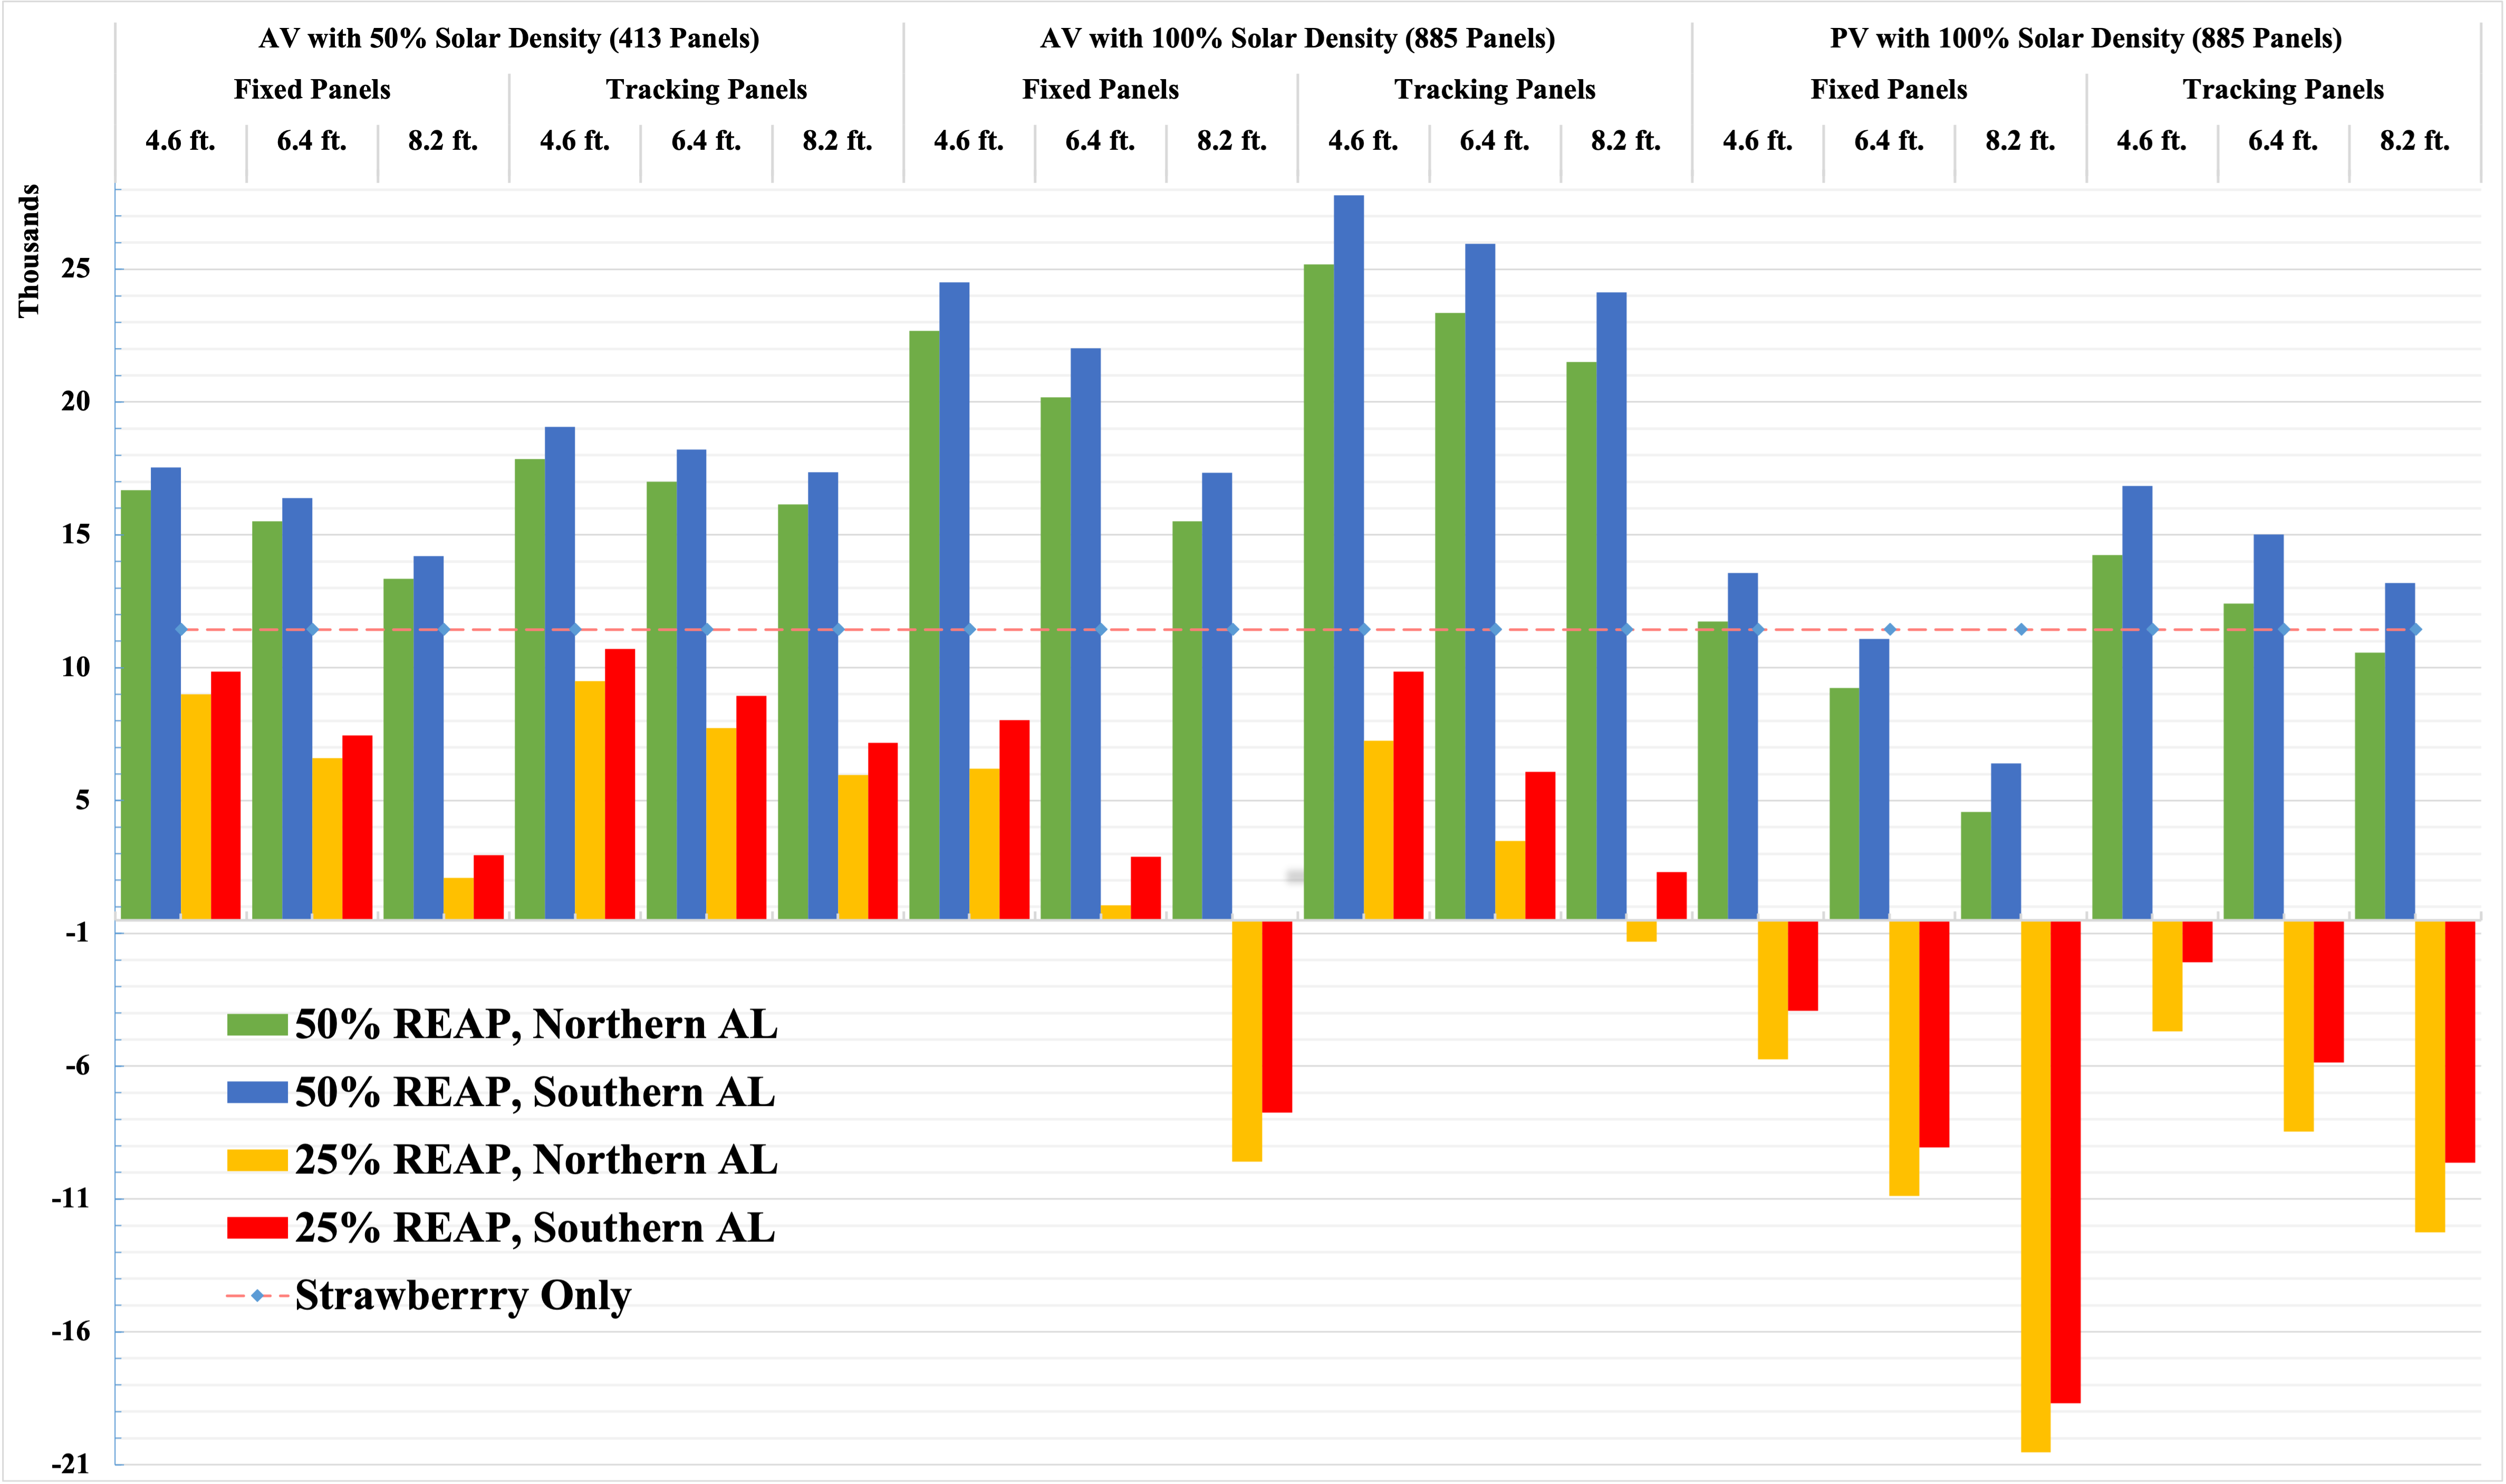 AV with 50% Solar Density (413 Panels) AV with 100% Solar Density (885 Panels) PV with 100% Solar Density (885 Panels)
Fixed Panels Tracking Panels Fixed Panels Tracking Panels Fixed Panels Tracking Panels
4.6 ft. 6.4 ft. 8.2 ft. 4.6 ft. 6.4 ft. 8.2 ft. 4.6 ft. 6.4 ft. 8.2 ft. 4.6 ft. 6.4 ft. 8.2 ft. 4.6 ft. 6.4 ft. 8.2 ft. 4.6 ft. 6.4 ft. 8.2 ft.
Thousands
25
20
15
10
5
-1
-6
-11
-16
-21
50% REAP, Northern AL
50% REAP, Southern AL
25% REAP, Northern AL
25% REAP, Southern AL
Strawberry Only